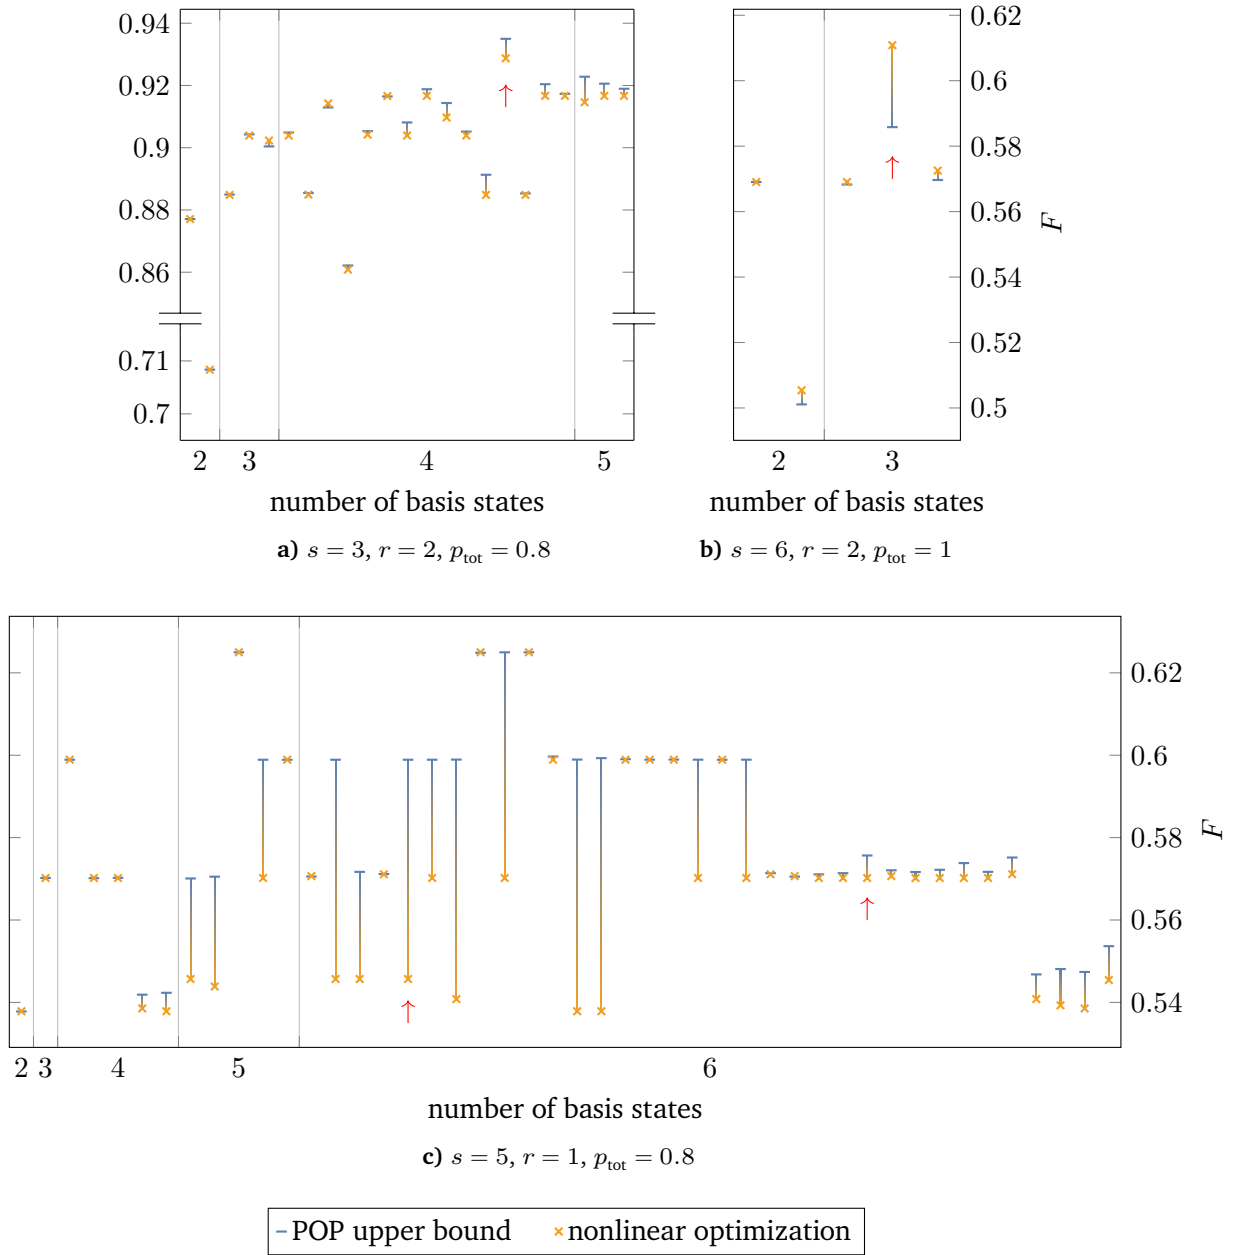 0.94
0.92
0.9
0.88
0.86
0.71
0.7
2 3 4 5
number of basis states
a) s = 3, r = 2, p_tot = 0.8
0.62
0.6
0.58
0.56
0.54
0.52
0.5
F
2 3
number of basis states
b) s = 6, r = 2, p_tot = 1
0.62
0.6
0.58
0.56
0.54
F
2 3 4 5 6
number of basis states
c) s = 5, r = 1, p_tot = 0.8
POP upper bound nonlinear optimization